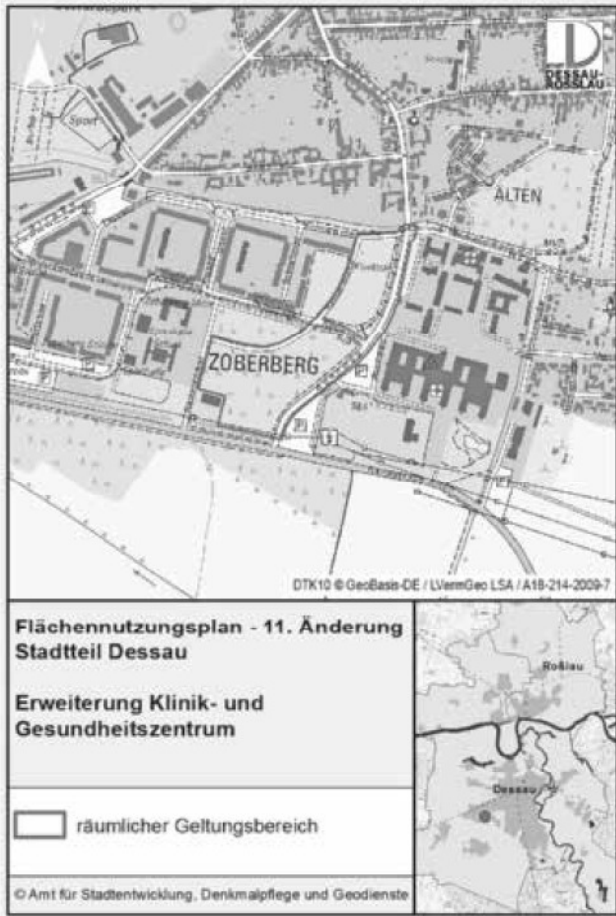 DESSAU-
ROSSLAU
Sport
ALTEN
ZOBERBERG
DTK10 © GeoBasis-DE / LVermGeo LSA / A18-214-2009-7
Flächennutzungsplan - 11. Änderung
Stadtteil Dessau
Erweiterung Klinik- und
Gesundheitszentrum
räumlicher Geltungsbereich
© Amt für Stadtentwicklung, Denkmalpflege und Geodienste
Roßlau
Dessau